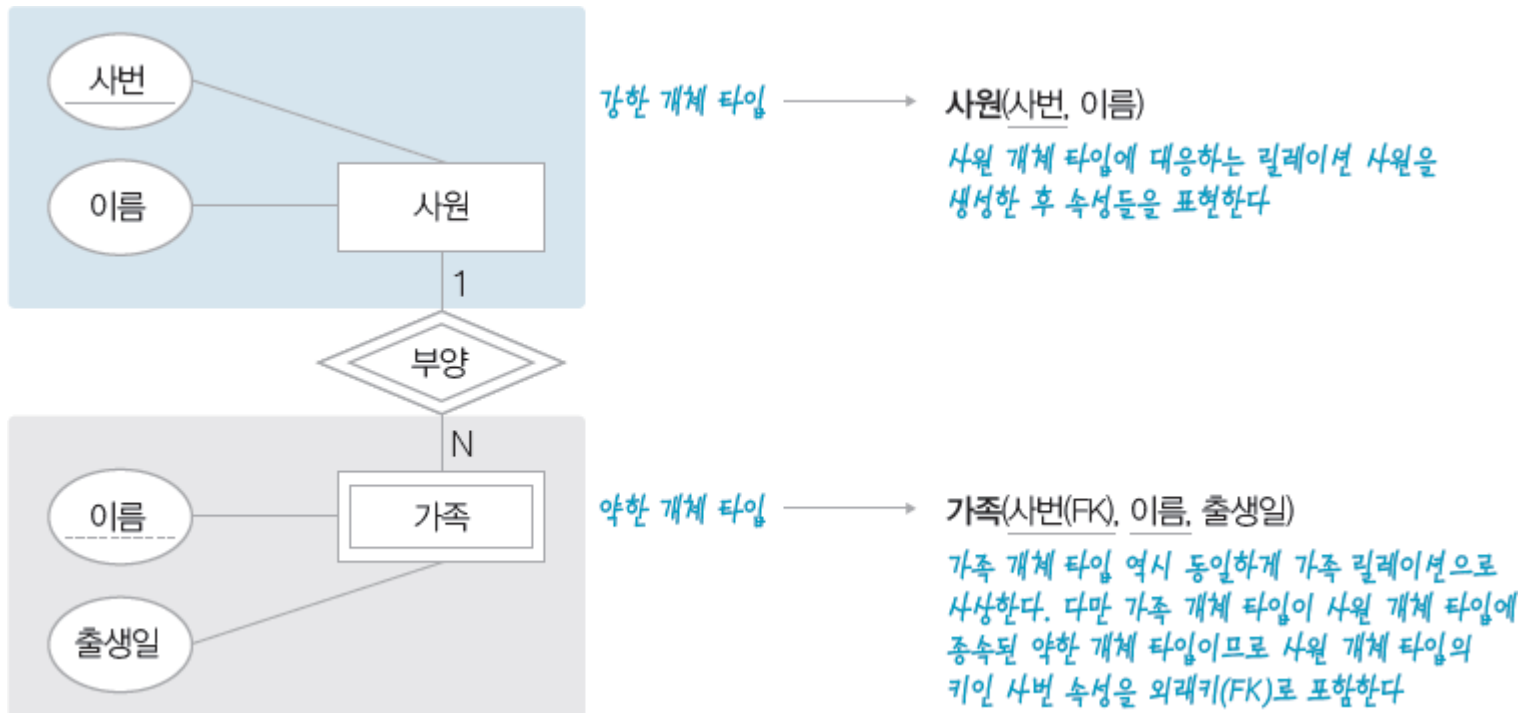 사번
강한 개체 타입
사원(사번, 이름)
사원 개체 타입에 대응하는 릴레이션 사원을
생성한 후 속성들을 표현한다
이름
사원
1
부양
N
이름
가족
약한 개체 타입
가족(사번(FK), 이름, 출생일)
가족 개체 타입 역시 동일하게 가족 릴레이션으로
사상한다. 다만 가족 개체 타입이 사원 개체 타입에
종속된 약한 개체 타입이므로 사원 개체 타입의
키인 사번 속성을 외래키(FK)로 포함한다
출생일